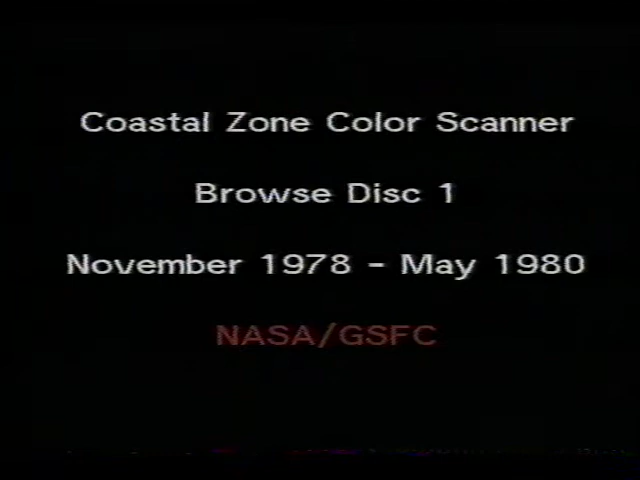 Coastal Zone Color Scanner
Browse Disc 1
November 1978 - May 1980
NASA/GSFC